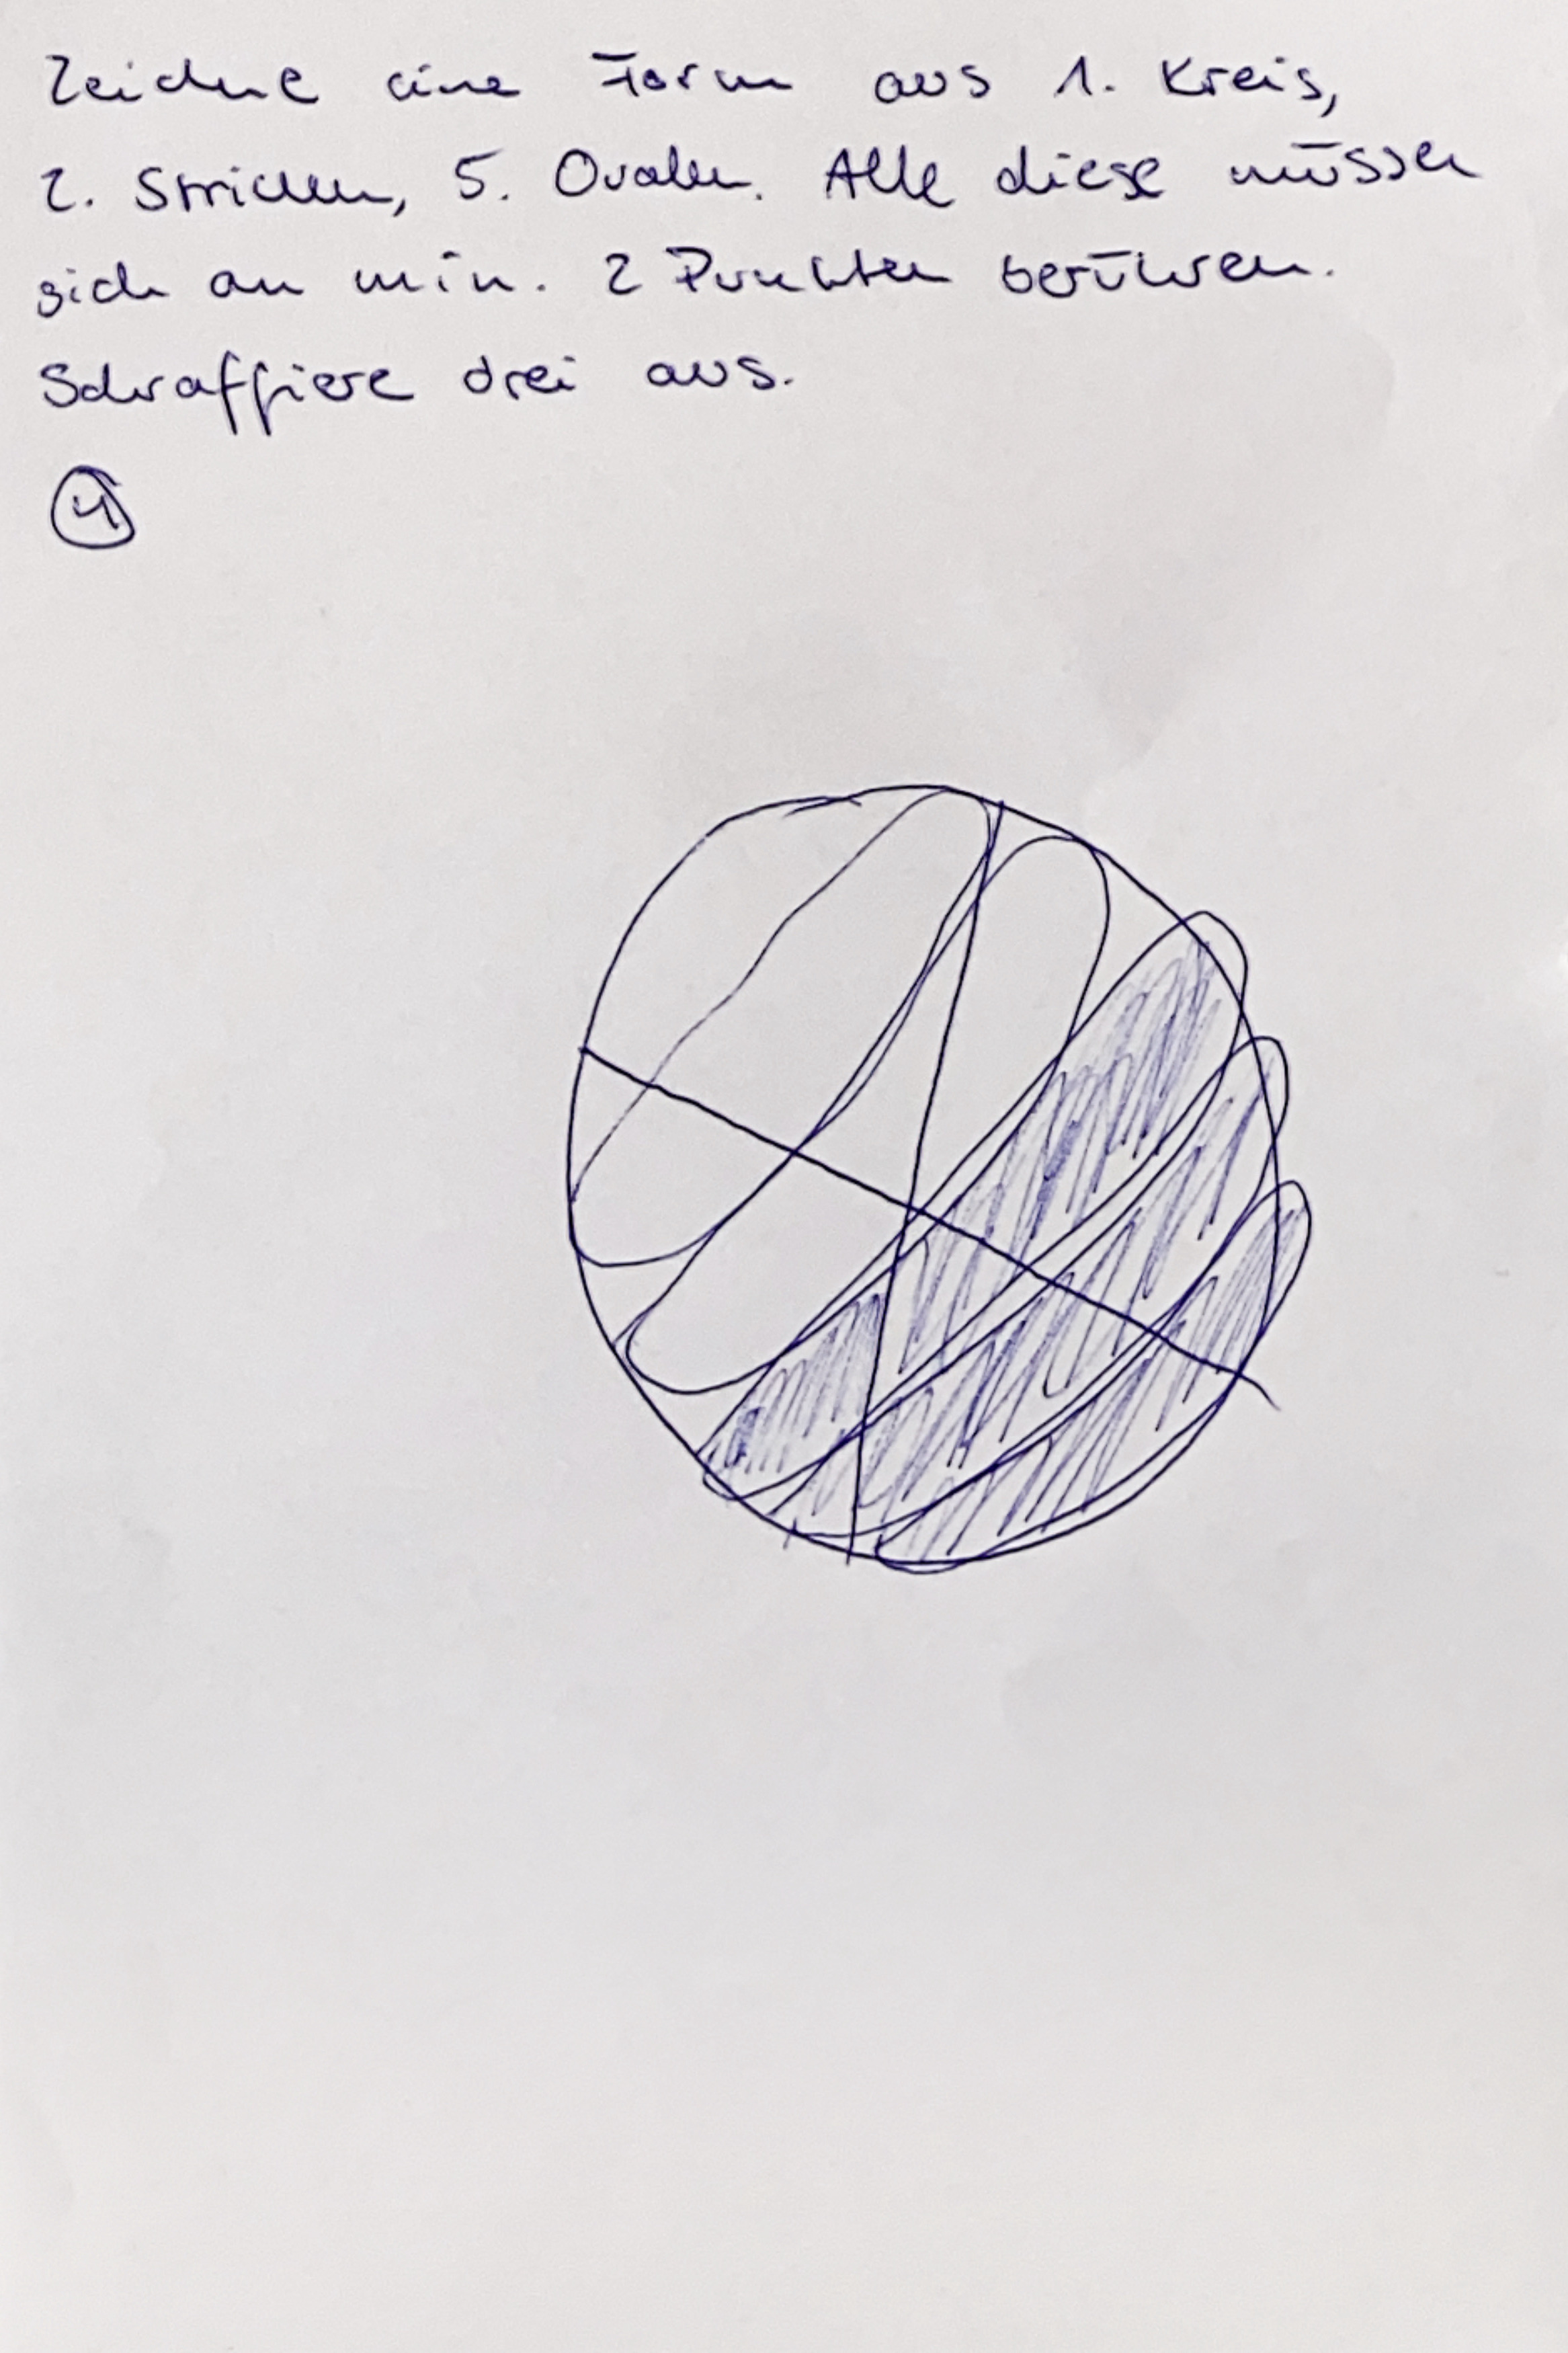 Zeichne eine Form aus 1. Kreis,
2. Strichen, 5. Ovalen. Alle diese müssen
sich an min. 2 Punkten berühren.
Schraffiere drei aus.
4